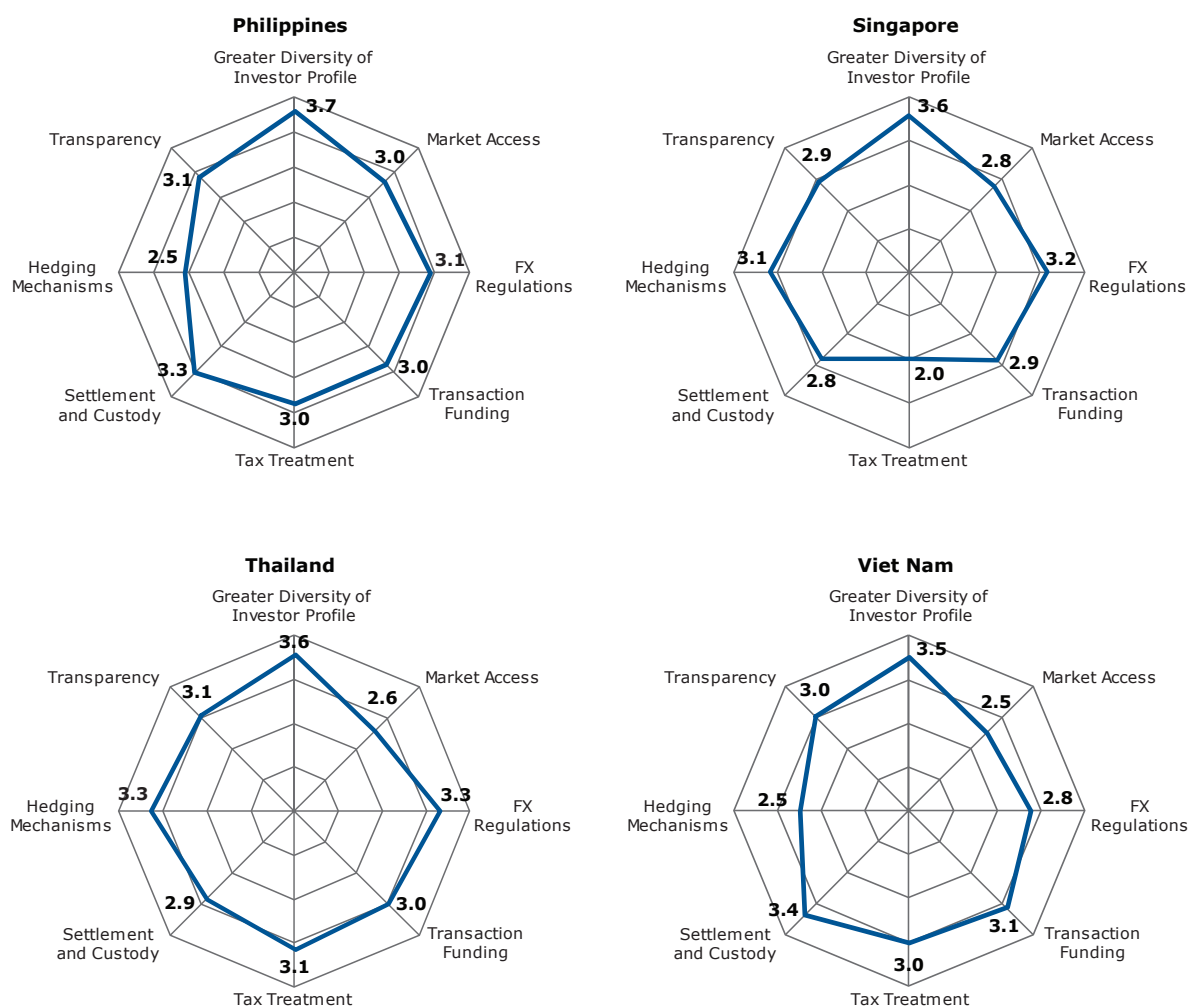 Philippines
Greater Diversity of
Investor Profile
3.7
Transparency
Market Access
3.0
3.1
2.5
3.1
Hedging
Mechanisms
FX
Regulations
3.3
3.0
Settlement
and Custody
Transaction
Funding
3.0
Tax Treatment
Singapore
Greater Diversity of
Investor Profile
3.6
Transparency
Market Access
2.9
2.8
3.1
3.2
Hedging
Mechanisms
FX
Regulations
2.8
2.0
2.9
Settlement
and Custody
Transaction
Funding
Tax Treatment
Thailand
Greater Diversity of
Investor Profile
3.6
Transparency
Market Access
3.1
2.6
3.3
3.3
Hedging
Mechanisms
FX
Regulations
2.9
3.0
Settlement
and Custody
Transaction
Funding
3.1
Tax Treatment
Viet Nam
Greater Diversity of
Investor Profile
3.5
Transparency
Market Access
3.0
2.5
2.5
2.8
Hedging
Mechanisms
FX
Regulations
3.4
3.1
Settlement
and Custody
Transaction
Funding
3.0
Tax Treatment